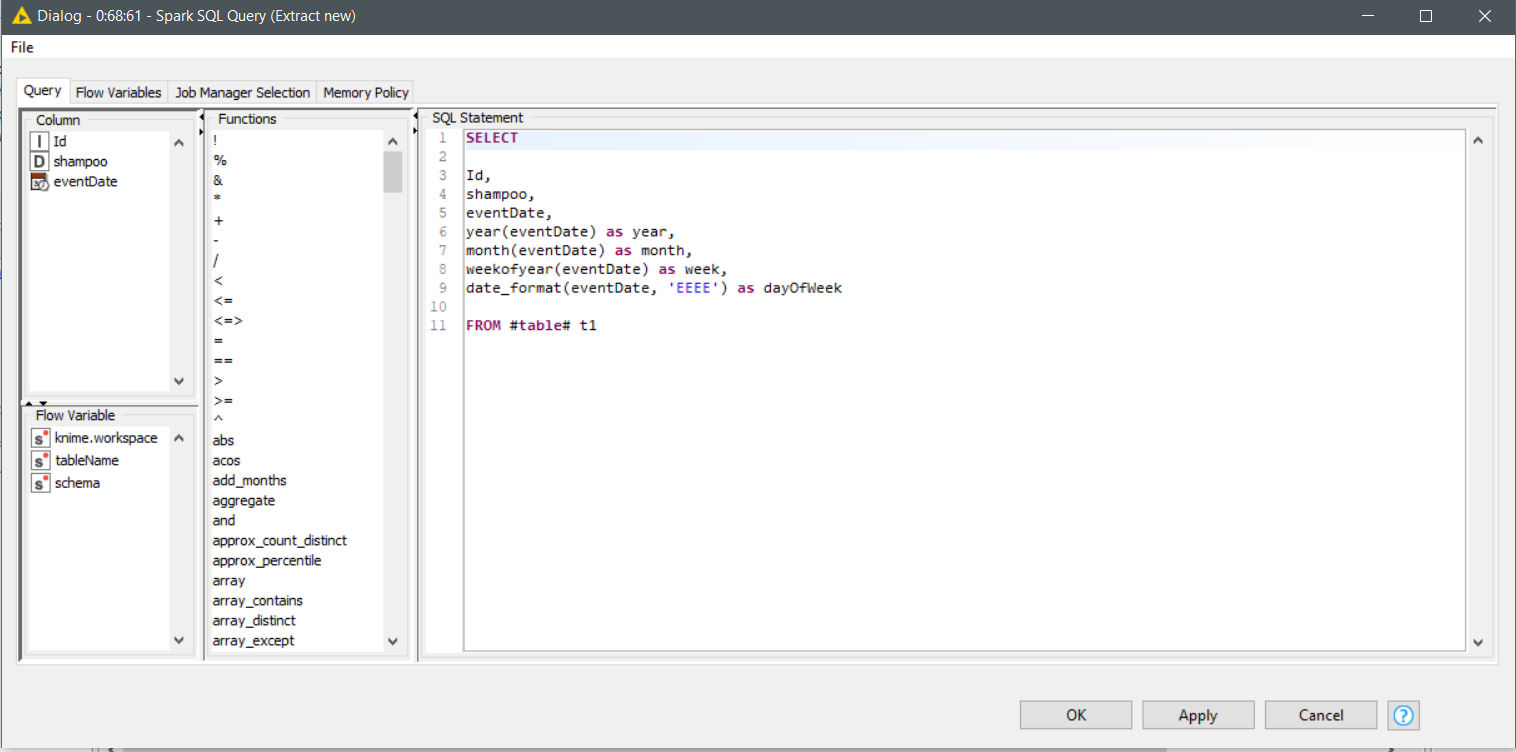 Dialog - 0:68:61 - Spark SQL Query (Extract new)
File
Query
Flow Variables
Job Manager Selection
Memory Policy
Column
I Id
D shampoo
eventDate
Flow Variable
s knime.workspace
s tableName
s schema
Functions
!
%
&
*
+
-
/
<
<=
<=>
=
==
>
>=
^
abs
acos
add_months
aggregate
and
approx_count_distinct
approx_percentile
array
array_contains
array_distinct
array_except
SQL Statement
1 SELECT
2
3 Id,
4 shampoo,
5 eventDate,
6 year(eventDate) as year,
7 month(eventDate) as month,
8 weekofyear(eventDate) as week,
9 date_format(eventDate, 'EEEE') as dayOfWeek
10
11 FROM #table# t1
OK
Apply
Cancel
?